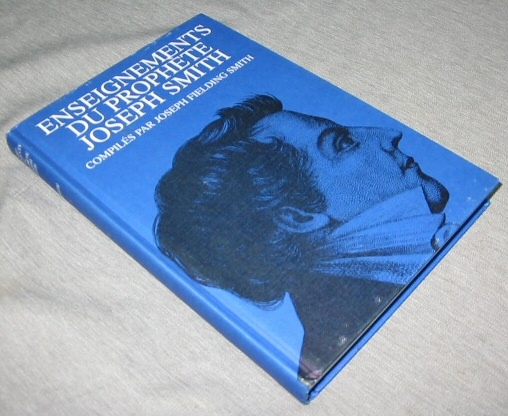 ENSEIGNEMENTS
DU PROPHÈTE
JOSEPH SMITH
COMPILÉS PAR JOSEPH FIELDING SMITH